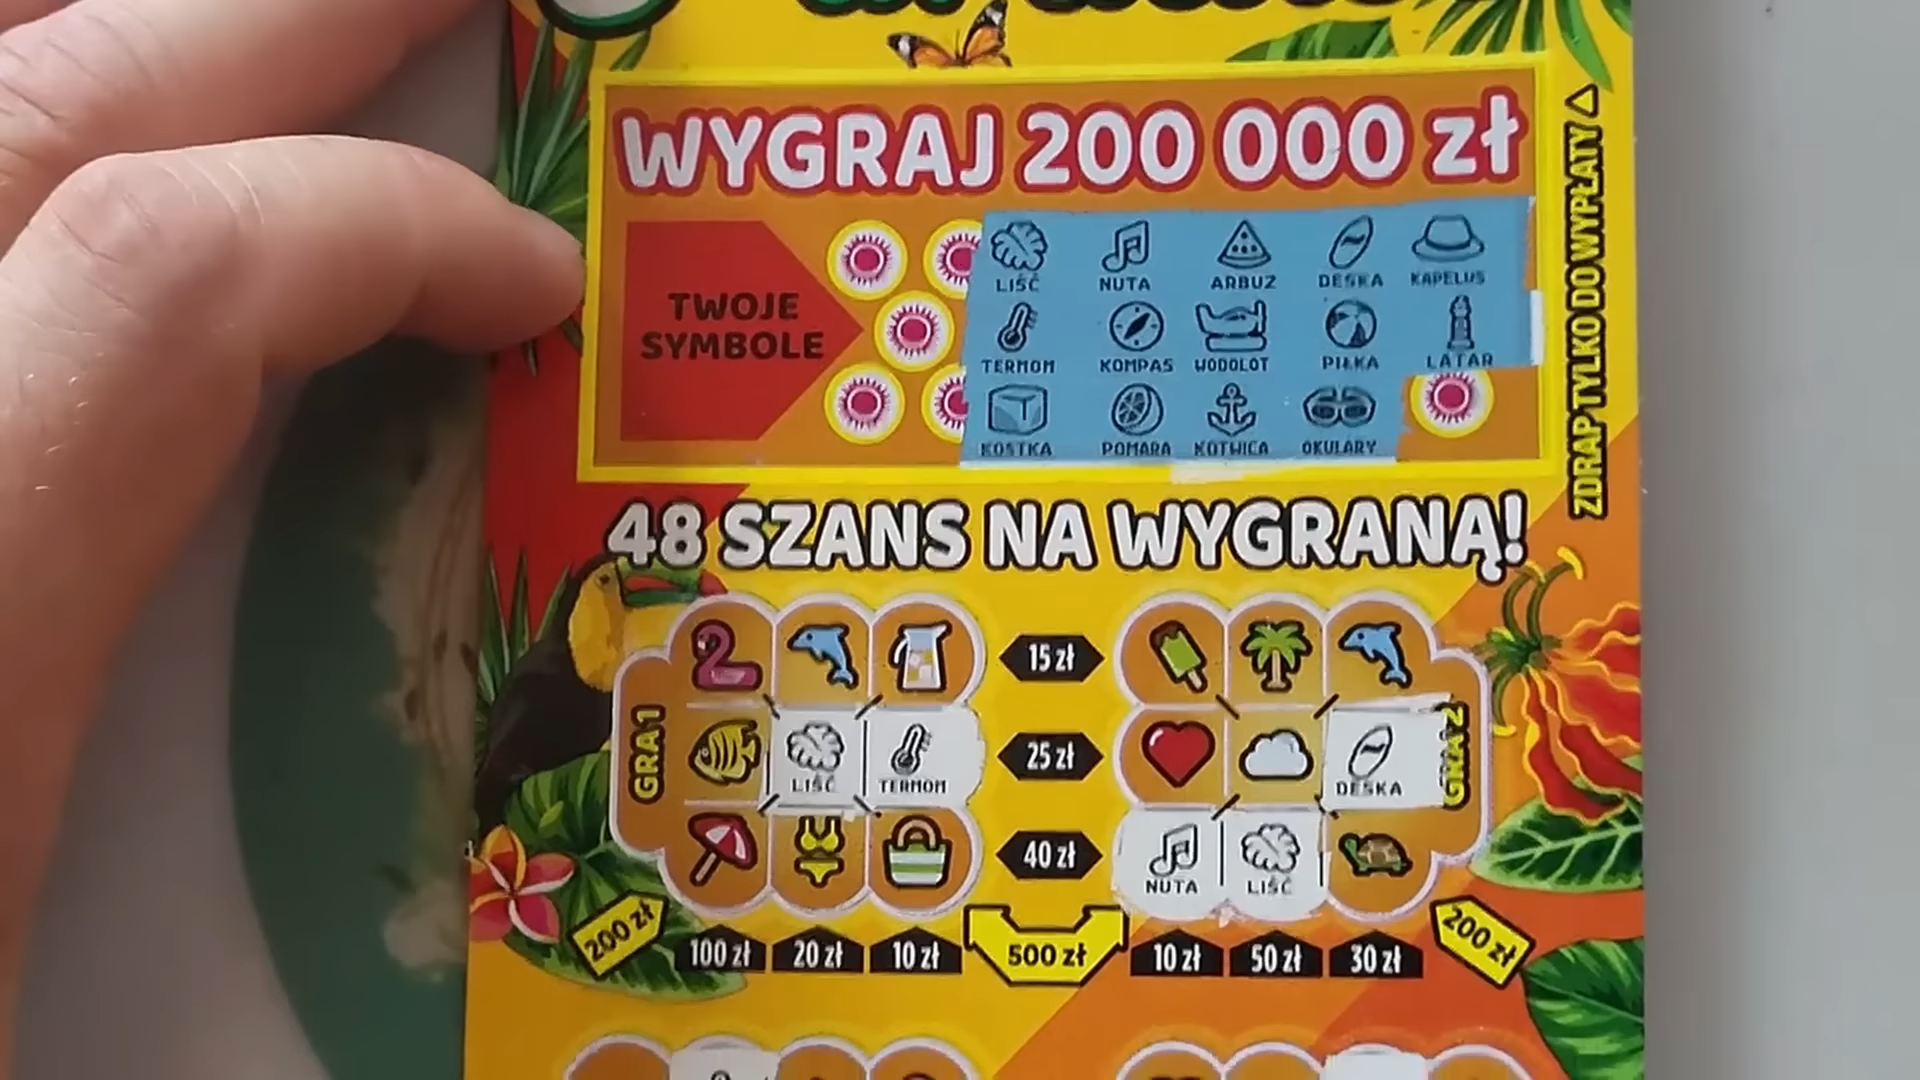 WYGRAJ 200 000 zł
TWOJE
SYMBOLE
LIŚĆ NUTA ARBUZ DESKA KAPELUS
TERMOM KOMPAS WODOLOT PIŁKA LATAR
KOSTKA POMARA KOTWICA OKULARY
ZDRAP TYLKO DO WYPŁATY
48 SZANS NA WYGRANĄ!
GRA 1
15 zł
LIŚĆ TERMOM
25 zł
DESKA
GRA 2
40 zł
NUTA LIŚĆ
200 zł 100 zł 20 zł 10 zł 500 zł 10 zł 50 zł 30 zł 200 zł